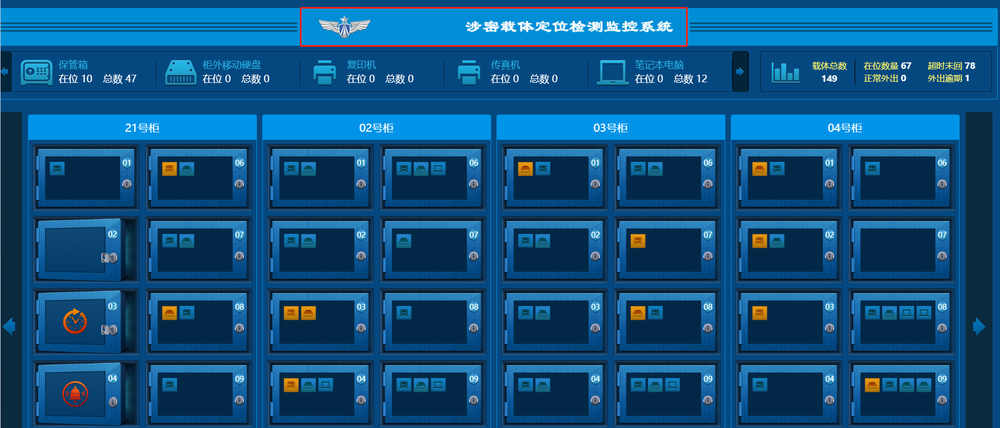 涉密载体定位检测监控系统
保管箱
在位 10 总数 47
柜外移动硬盘
在位 0 总数 0
复印机
在位 0 总数 0
传真机
在位 0 总数 0
笔记本电脑
在位 0 总数 12
载体总数
149
在位数量 67 超时未回 78
正常外出 0 外出逾期 1
21号柜 02号柜 03号柜 04号柜
01 06 01 06 01 06 01 06
02 07 02 07 02 07 02 07
03 08 03 08 03 08 03 08
04 09 04 09 04 09 04 09